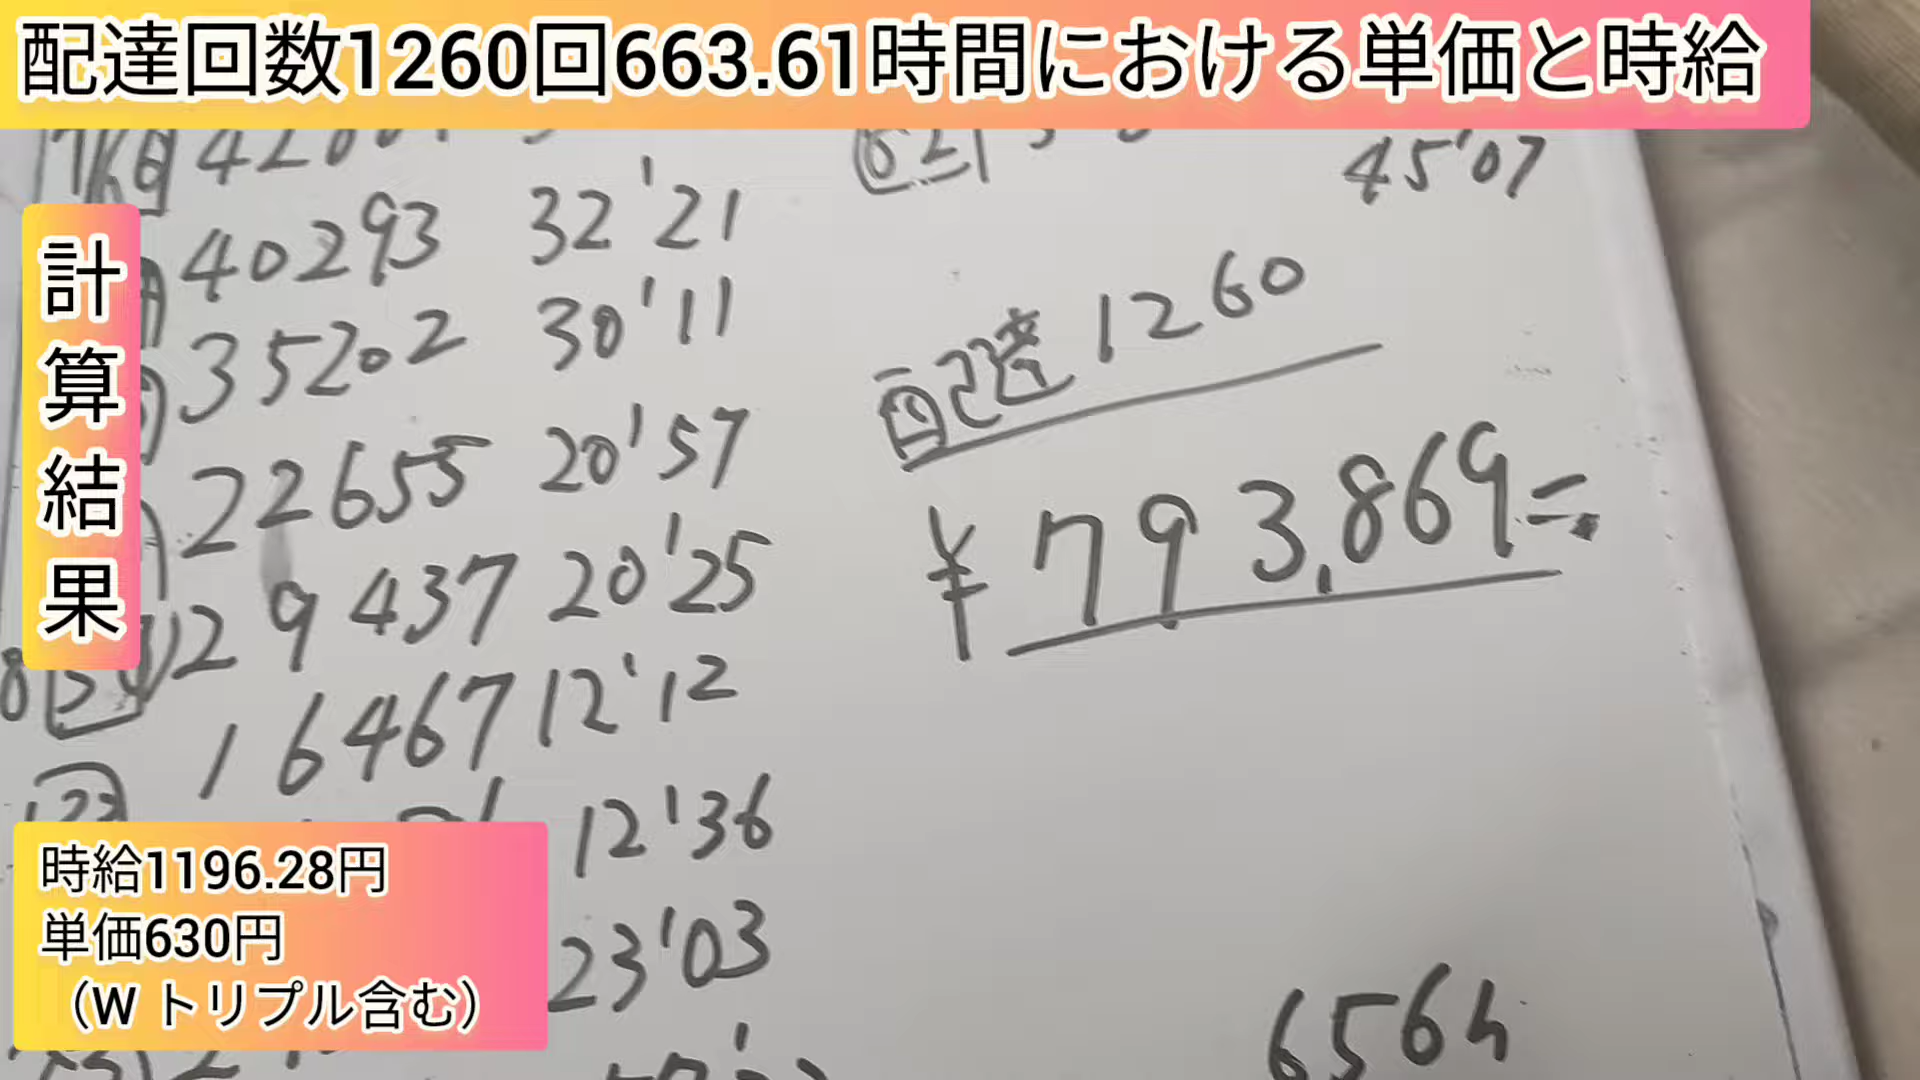 配達回数1260回663.61時間における単価と時給
計算結果
45'07
40293 32'21
35202 30'11
22655 20'57
29437 20'25
16467 12'12
12'36
23'03
配達 1260
¥793,869=
時給1196.28円
単価630円
（W トリプル含む）